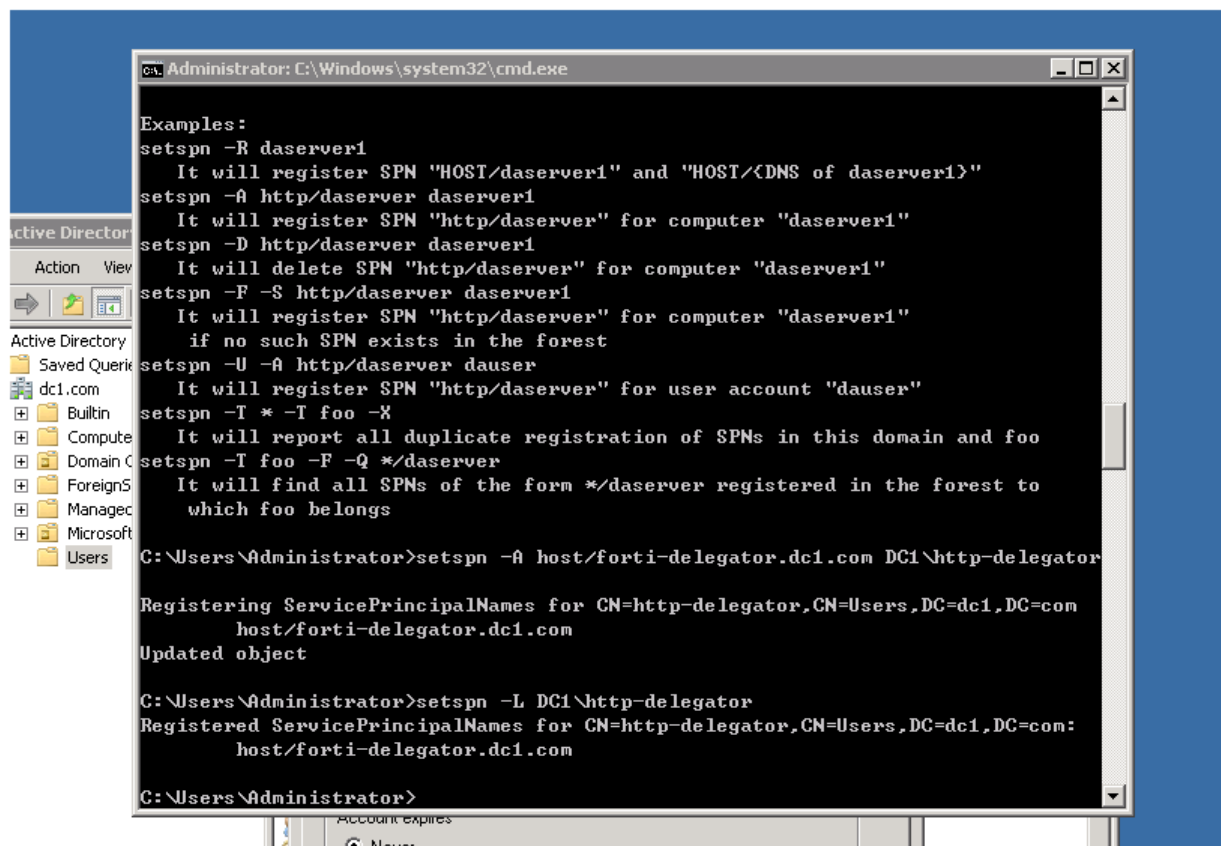 Administrator: C:\Windows\system32\cmd.exe
Examples:
setspn -R daserver1
It will register SPN "HOST/daserver1" and "HOST/{DNS of daserver1}"
setspn -A http/daserver daserver1
It will register SPN "http/daserver" for computer "daserver1"
setspn -D http/daserver daserver1
It will delete SPN "http/daserver" for computer "daserver1"
setspn -F -S http/daserver daserver1
It will register SPN "http/daserver" for computer "daserver1"
if no such SPN exists in the forest
setspn -U -A http/daserver dauser
It will register SPN "http/daserver" for user account "dauser"
setspn -T * -T foo -X
It will report all duplicate registration of SPNs in this domain and foo
setspn -T foo -F -Q */daserver
It will find all SPNs of the form */daserver registered in the forest to
which foo belongs
C:\Users\Administrator>setspn -A host/forti-delegator.dc1.com DC1\http-delegator
Registering ServicePrincipalNames for CN=http-delegator,CN=Users,DC=dc1,DC=com
host/forti-delegator.dc1.com
Updated object
C:\Users\Administrator>setspn -L DC1\http-delegator
Registered ServicePrincipalNames for CN=http-delegator,CN=Users,DC=dc1,DC=com:
host/forti-delegator.dc1.com
C:\Users\Administrator>
ctive Director
Action View
Active Directory
Saved Querie
dc1.com
Builtin
Compute
Domain C
ForeignS
Managed
Microsoft
Users
Account expires